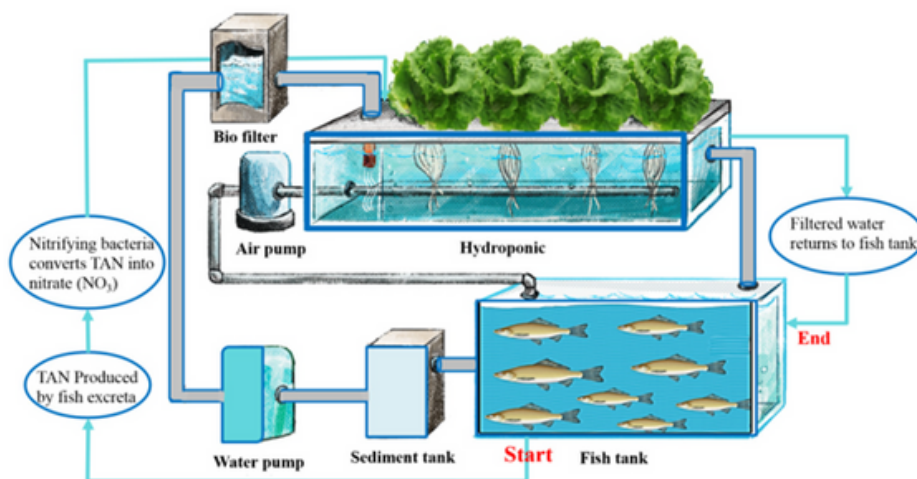 Bio filter
Air pump
Hydroponic
Nitrifying bacteria
converts TAN into
nitrate (NO₃)
Filtered water
returns to fish tank
End
TAN Produced
by fish excreta
Water pump
Sediment tank
Start
Fish tank